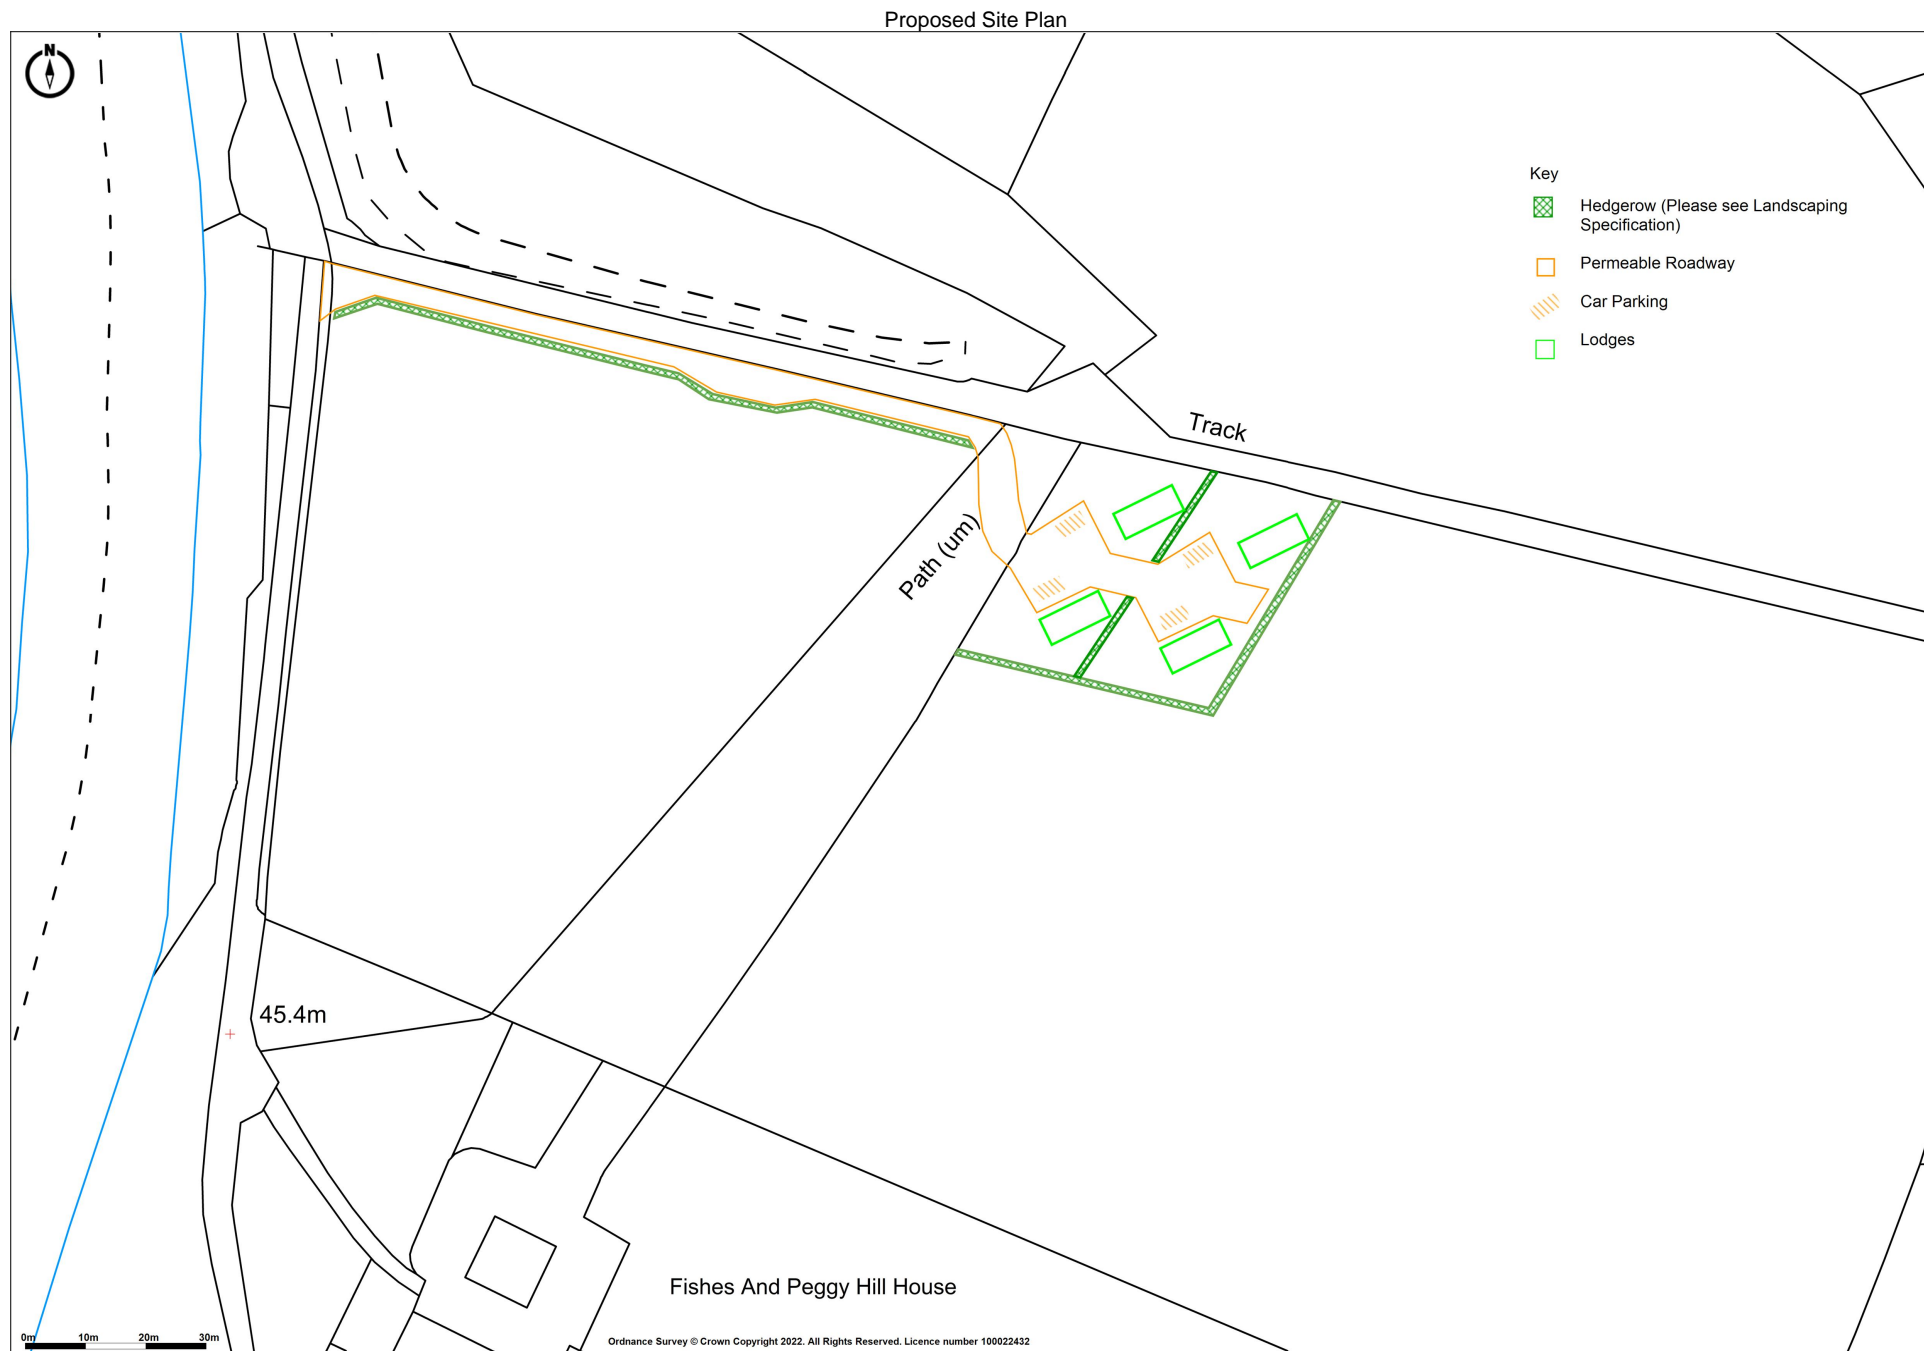 Proposed Site Plan
N
Key
Hedgerow (Please see Landscaping
Specification)
Permeable Roadway
Car Parking
Lodges
Track
Path (um)
45.4m
Fishes And Peggy Hill House
0m 10m 20m 30m
Ordnance Survey © Crown Copyright 2022. All Rights Reserved. Licence number 100022432